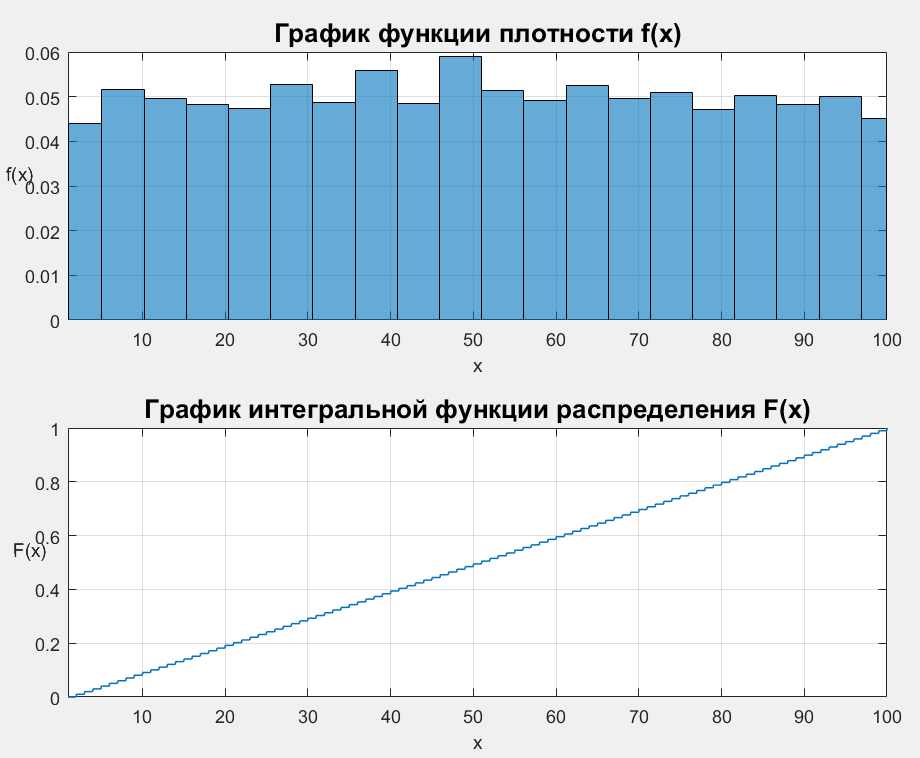 График функции плотности f(x)
0.06
0.05
0.04
f(x)
0.03
0.02
0.01
0
10 20 30 40 50 60 70 80 90 100
x
График интегральной функции распределения F(x)
1
0.8
0.6
F(x)
0.4
0.2
0
10 20 30 40 50 60 70 80 90 100
x